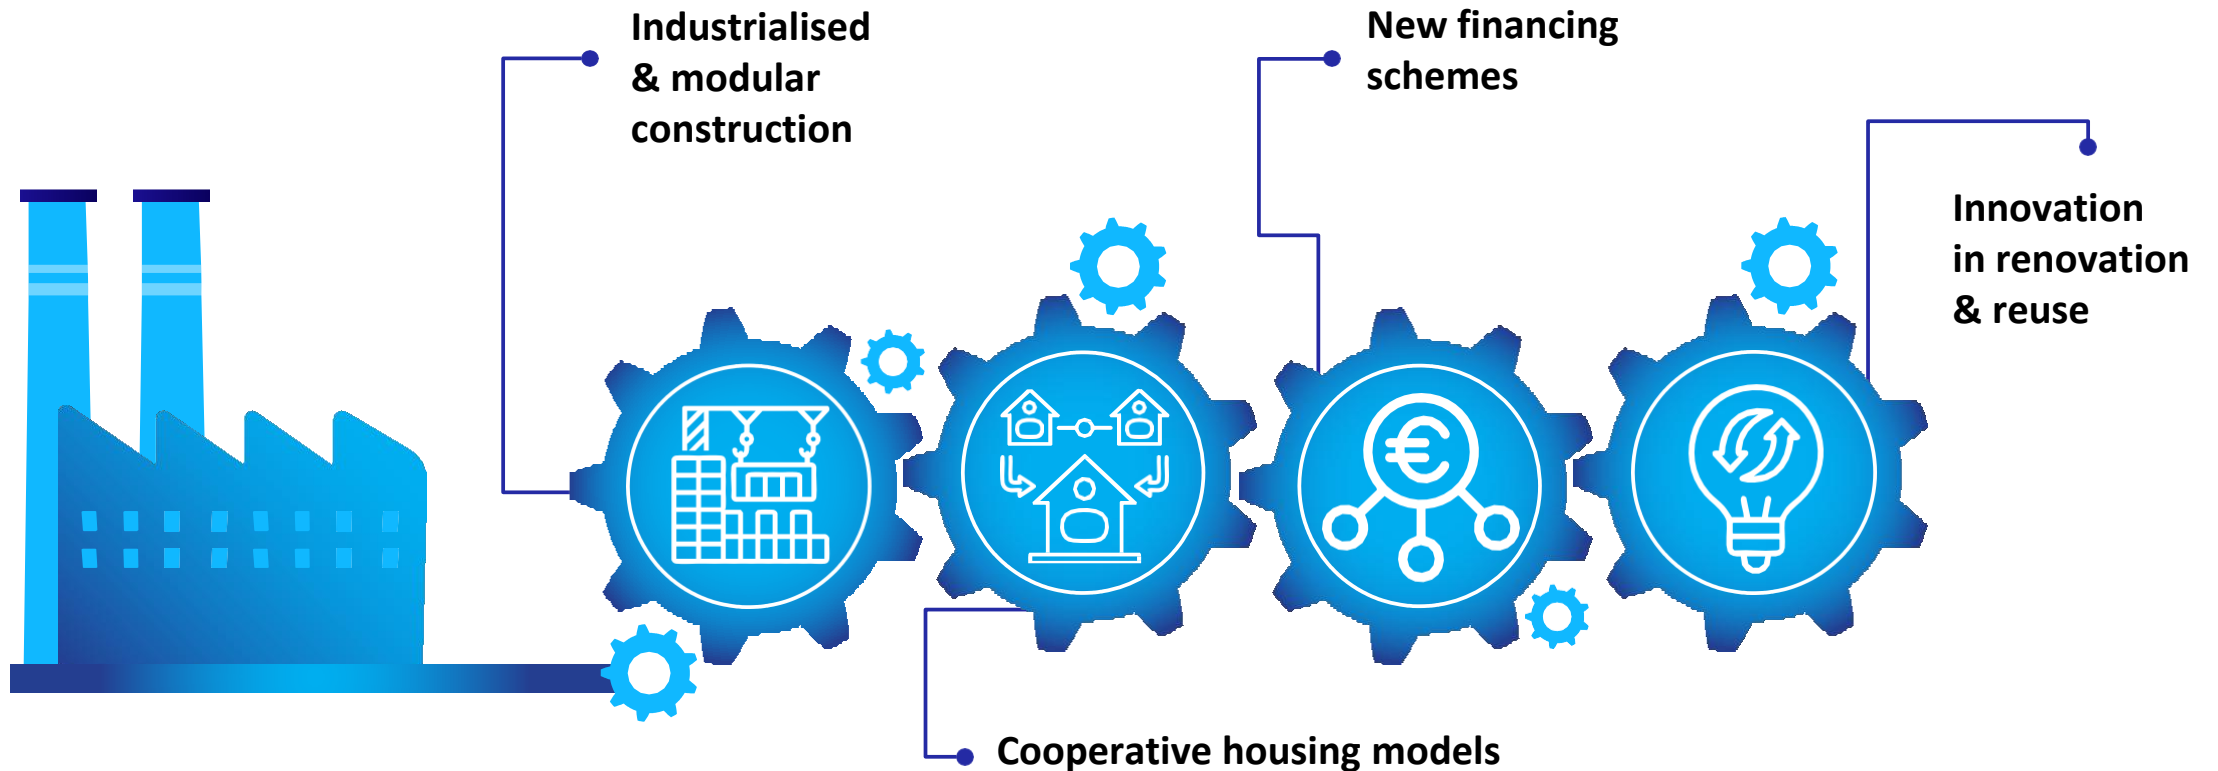 Industrialised
& modular
construction
New financing
schemes
Innovation
in renovation
& reuse
Cooperative housing models